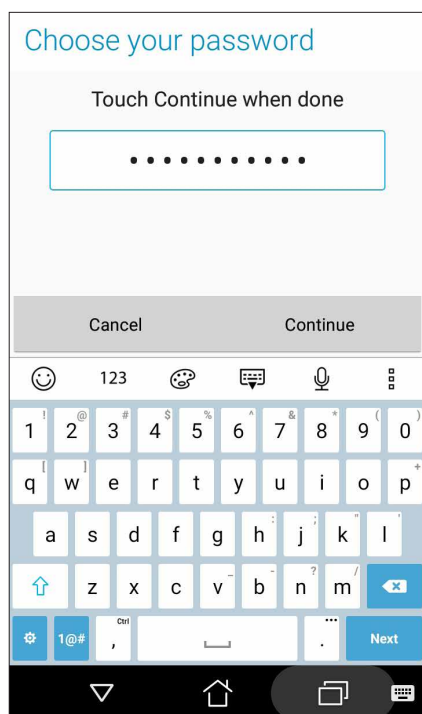 Choose your password
Touch Continue when done
• • • • • • • • • • •
Cancel Continue
123
! @ # $ % ^ & * ( )
1 2 3 4 5 6 7 8 9 0
[ ] +
q w e r t y u i o p
: ; " '
a s d f g h j k l
_ - ? /
z x c v b n m
Ctrl
1@# , . Next